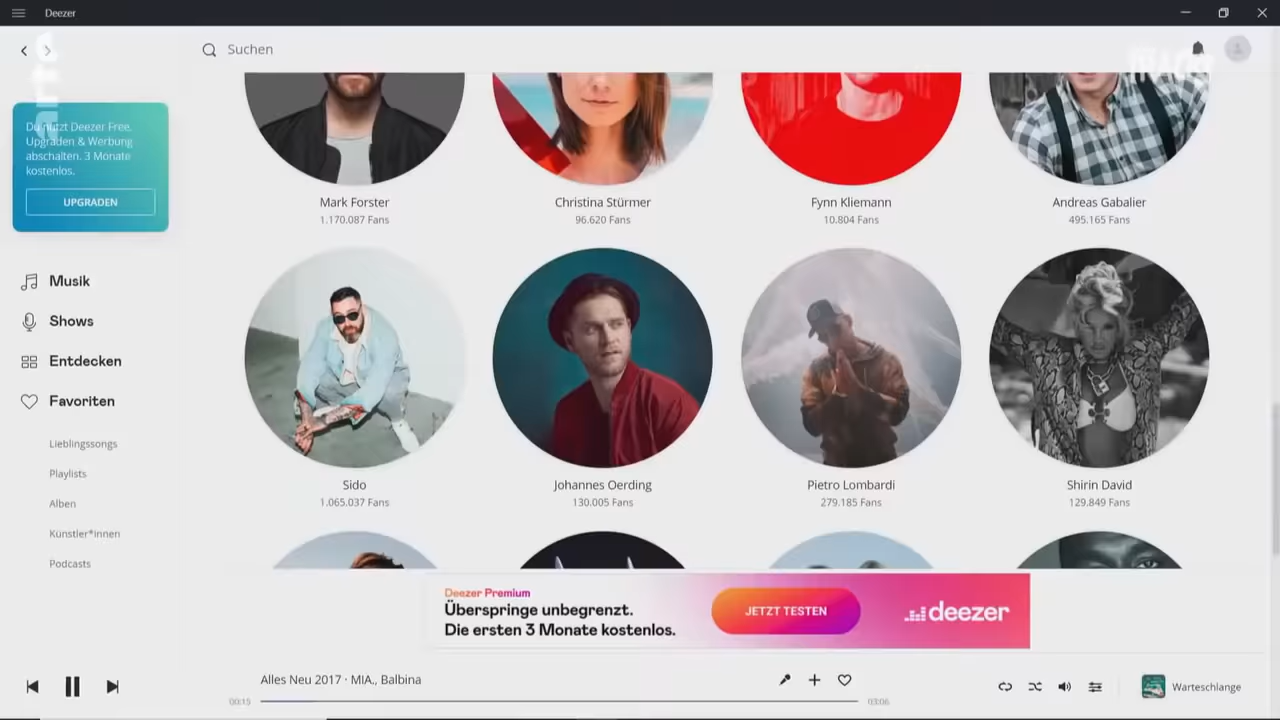 Deezer
arte
Suchen
TRACKS
Du nutzt Deezer Free.
Upgraden & Werbung
abschalten. 3 Monate
kostenlos.
UPGRADEN
Musik
Shows
Entdecken
Favoriten
Lieblingssongs
Playlists
Alben
Künstler*innen
Podcasts
Mark Forster
1.170.087 Fans
Christina Stürmer
96.620 Fans
Fynn Kliemann
10.804 Fans
Andreas Gabalier
495.165 Fans
Sido
1.065.037 Fans
Johannes Oerding
130.005 Fans
Pietro Lombardi
279.185 Fans
Shirin David
129.849 Fans
Deezer Premium
Überspringe unbegrenzt.
Die ersten 3 Monate kostenlos.
JETZT TESTEN
deezer
Alles Neu 2017 · MIA., Balbina
00:15
03:06
Warteschlange